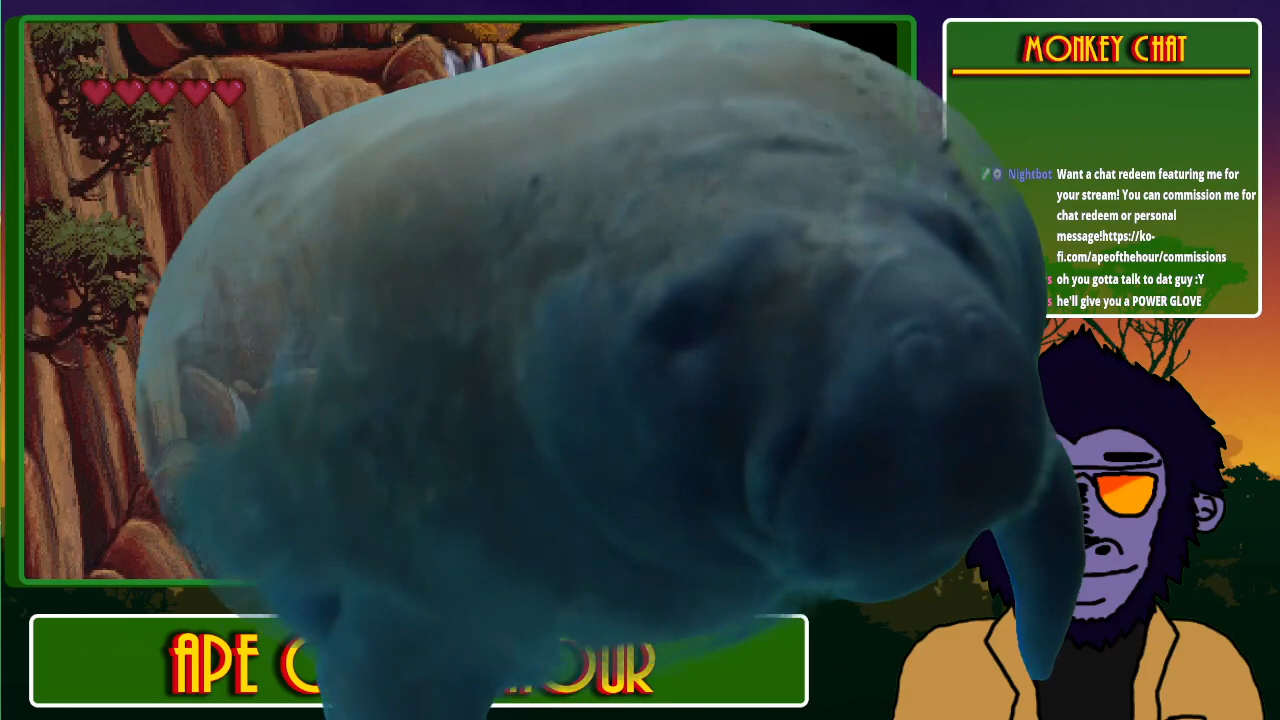 MONKEY CHAT
Nightbot Want a chat redeem featuring me for
your stream! You can commission me for
chat redeem or personal
message!https://ko-
fi.com/apeofthehour/commissions
s oh you gotta talk to dat guy :Y
s he'll give you a POWER GLOVE
APE O OUR